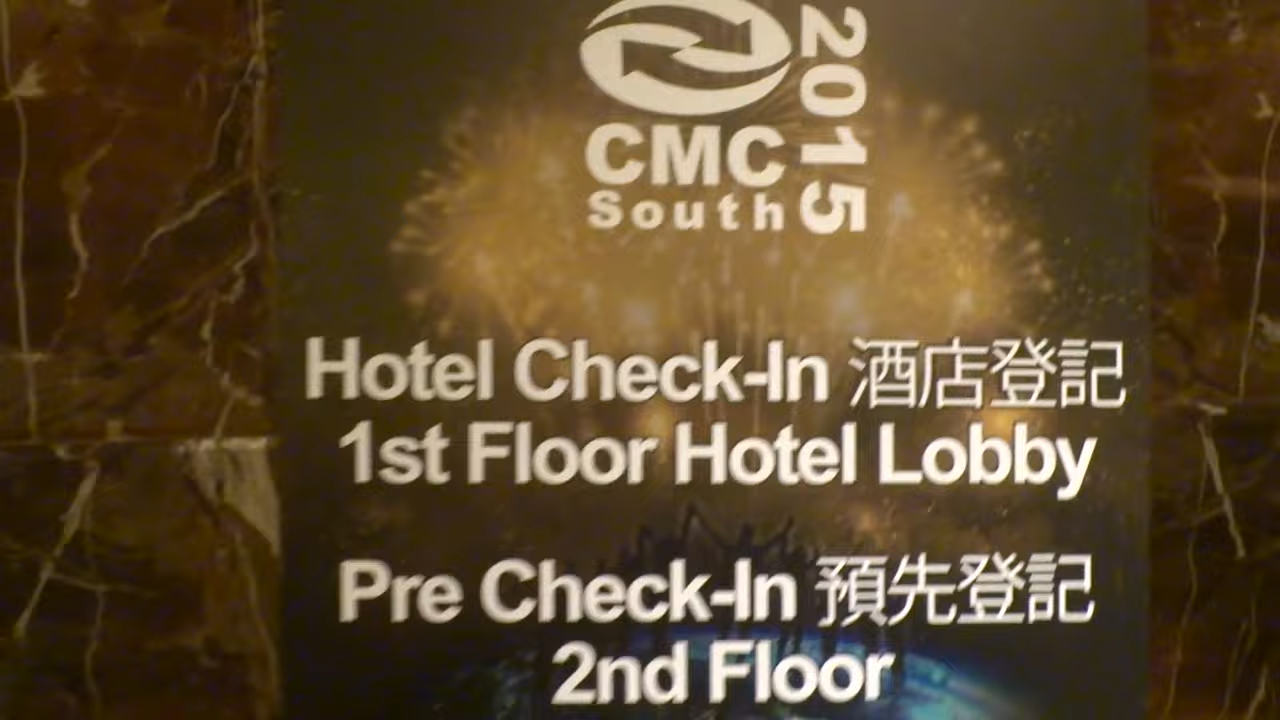 CMC
South
2015
Hotel Check-In 酒店登記
1st Floor Hotel Lobby
Pre Check-In 預先登記
2nd Floor